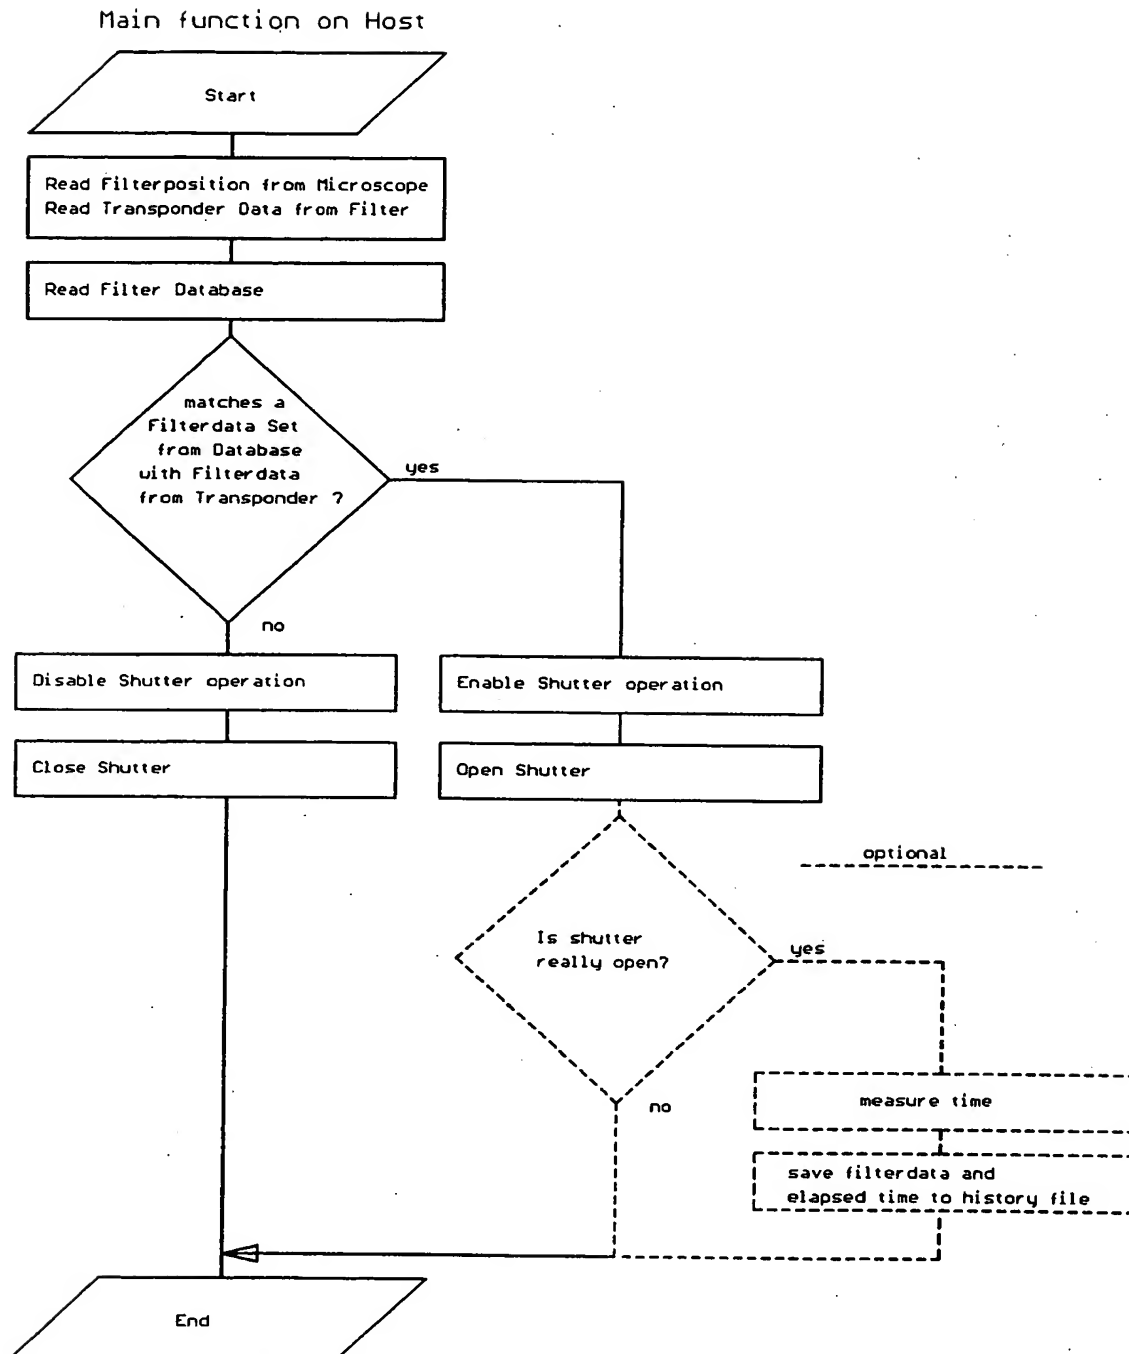 Main function on Host
Start
Read Filterposition from Microscope
Read Transponder Data from Filter
Read Filter Database
matches a
Filterdata Set
from Database
with Filterdata
from Transponder ?
yes
no
Disable Shutter operation
Enable Shutter operation
Close Shutter
Open Shutter
optional
Is shutter
really open?
yes
no
measure time
save filterdata and
elapsed time to history file
End